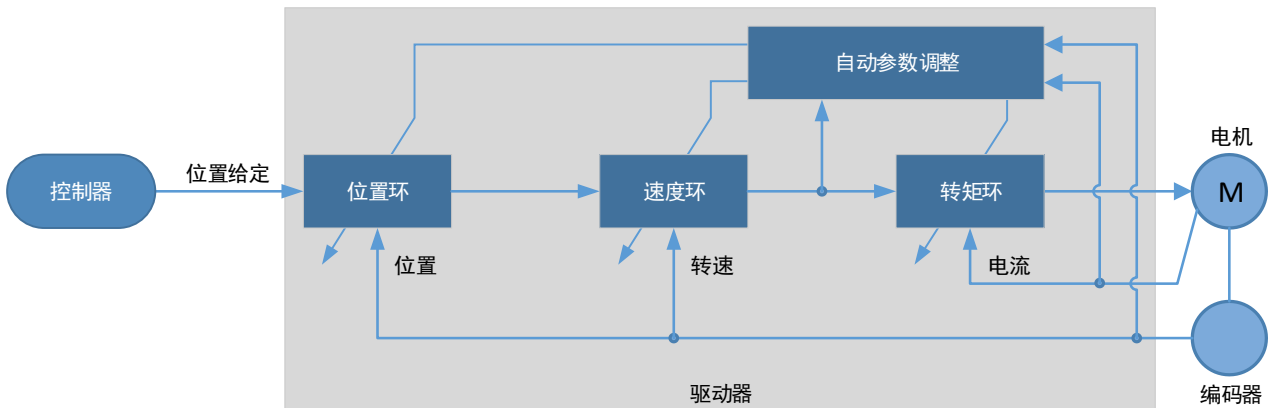 自动参数调整
电机
控制器
位置给定
位置环
速度环
转矩环
M
位置
转速
电流
驱动器
编码器